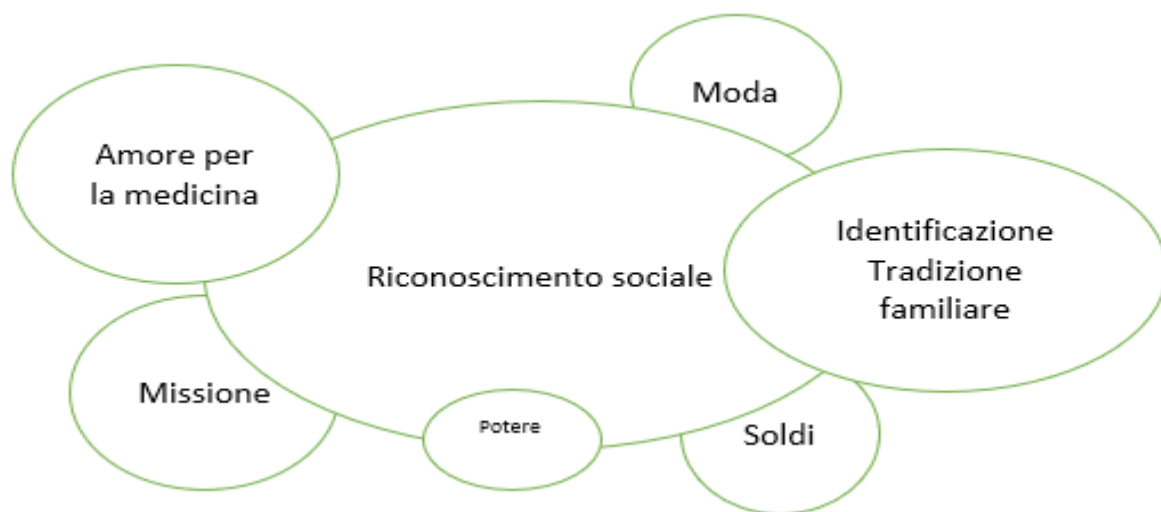 Moda
Amore per
la medicina
Identificazione
Tradizione
familiare
Riconoscimento sociale
Missione
Potere
Soldi